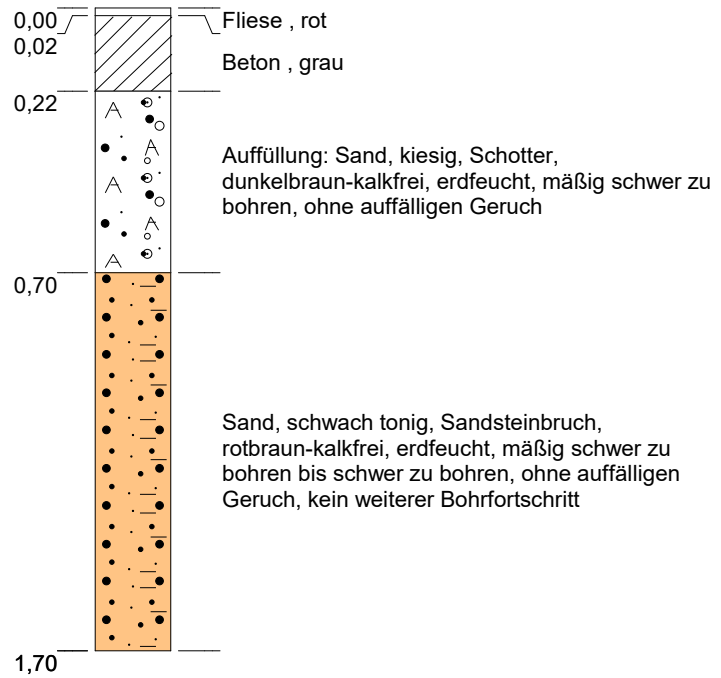 0,00
Fliese , rot
0,02
Beton , grau
0,22
Auffüllung: Sand, kiesig, Schotter,
dunkelbraun-kalkfrei, erdfeucht, mäßig schwer zu
bohren, ohne auffälligen Geruch
0,70
Sand, schwach tonig, Sandsteinbruch,
rotbraun-kalkfrei, erdfeucht, mäßig schwer zu
bohren bis schwer zu bohren, ohne auffälligen
Geruch, kein weiterer Bohrfortschritt
1,70